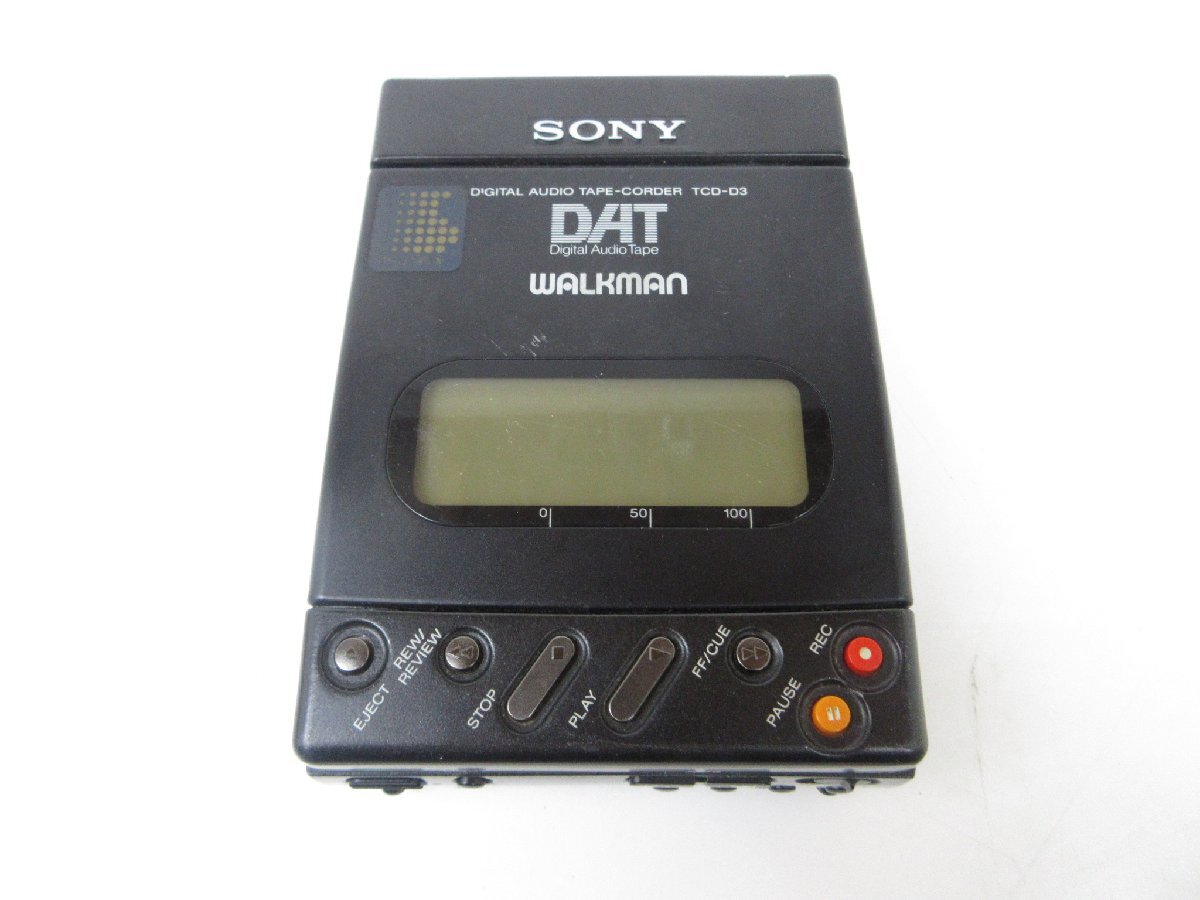 SONY
DIGITAL AUDIO TAPE-CORDER TCD-D3
DAT
Digital Audio Tape
WALKMAN
0 50 100
EJECT
REW/
REVIEW
STOP
PLAY
FF/CUE
REC
PAUSE